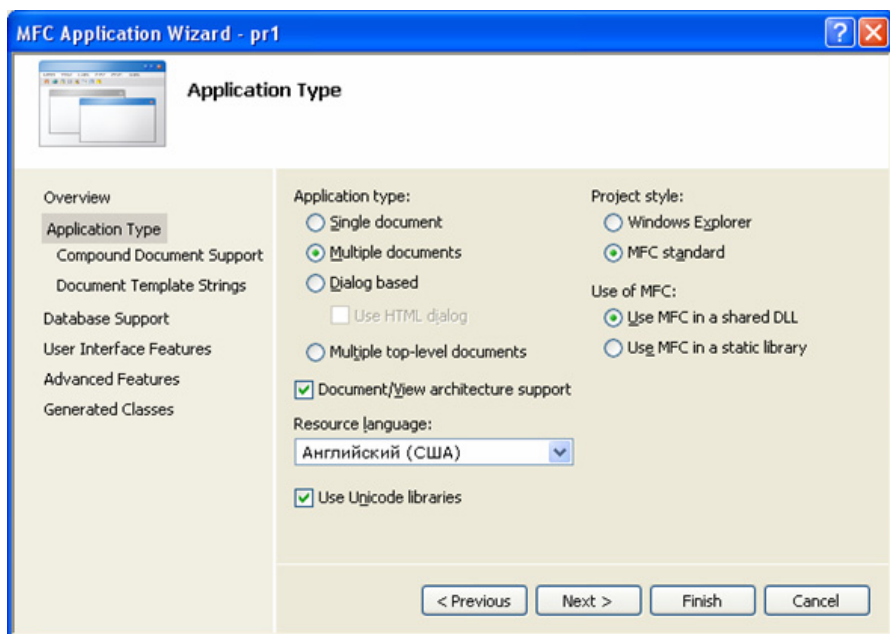 MFC Application Wizard - pr1
Application Type
Overview
Application Type
Compound Document Support
Document Template Strings
Database Support
User Interface Features
Advanced Features
Generated Classes
Application type:
Single document
Multiple documents
Dialog based
Use HTML dialog
Multiple top-level documents
Document/View architecture support
Resource language:
Английский (США)
Use Unicode libraries
Project style:
Windows Explorer
MFC standard
Use of MFC:
Use MFC in a shared DLL
Use MFC in a static library
< Previous
Next >
Finish
Cancel